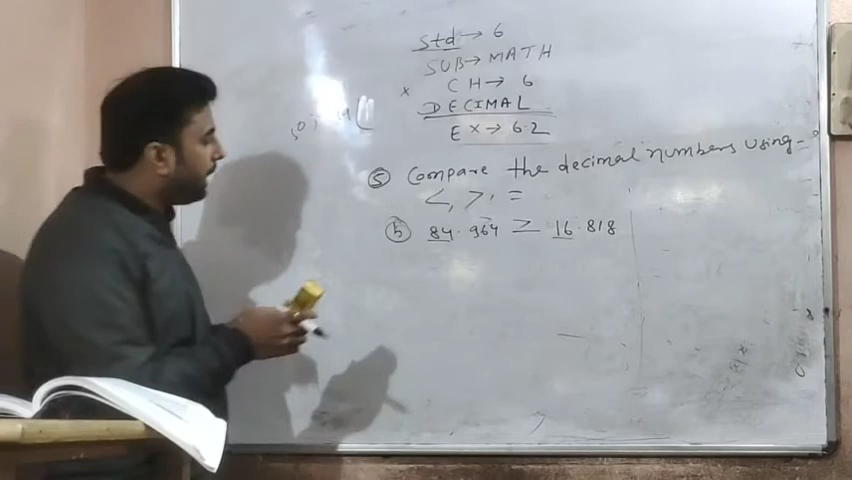 Std → 6
SUB → MATH
CH → 6
DECIMAL
EX → 6.2
⑤ Compare the decimal numbers using-
<, >, =
ⓗ 84.964 > 16.818